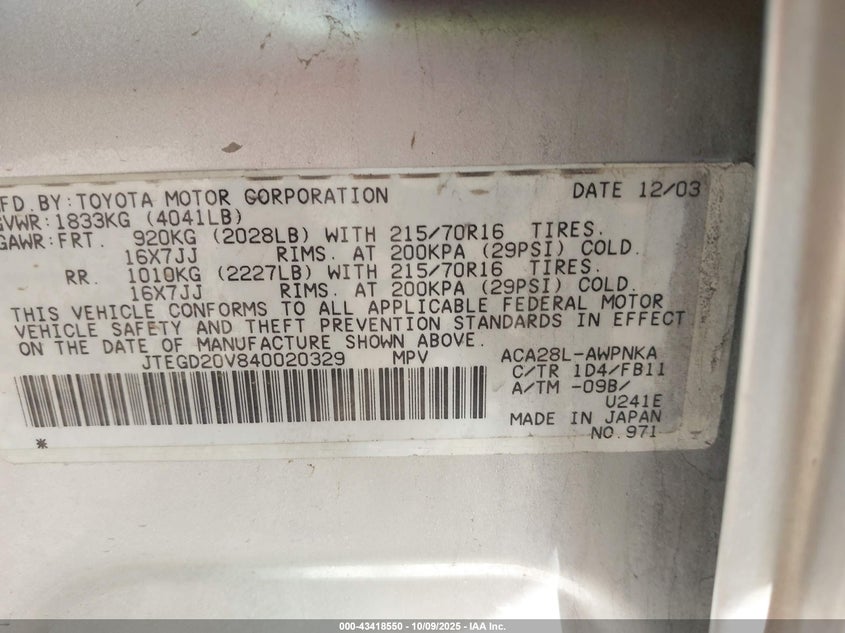 FD BY: TOYOTA MOTOR CORPORATION DATE 12/03
GVWR: 1833KG (4041LB)
GAWR: FRT. 920KG (2028LB) WITH 215/70R16 TIRES.
16X7JJ RIMS. AT 200KPA (29PSI) COLD.
RR. 1010KG (2227LB) WITH 215/70R16 TIRES.
16X7JJ RIMS. AT 200KPA (29PSI) COLD.
THIS VEHICLE CONFORMS TO ALL APPLICABLE FEDERAL MOTOR
VEHICLE SAFETY AND THEFT PREVENTION STANDARDS IN EFFECT
ON THE DATE OF MANUFACTURE SHOWN ABOVE.
JTEGD20V840020329 MPV ACA28L-AWPNKA
C/TR 1D4/FB11
A/TM -09B/
U241E
MADE IN JAPAN
NO.971
*
000-43418550 - 10/09/2025 - IAA Inc.